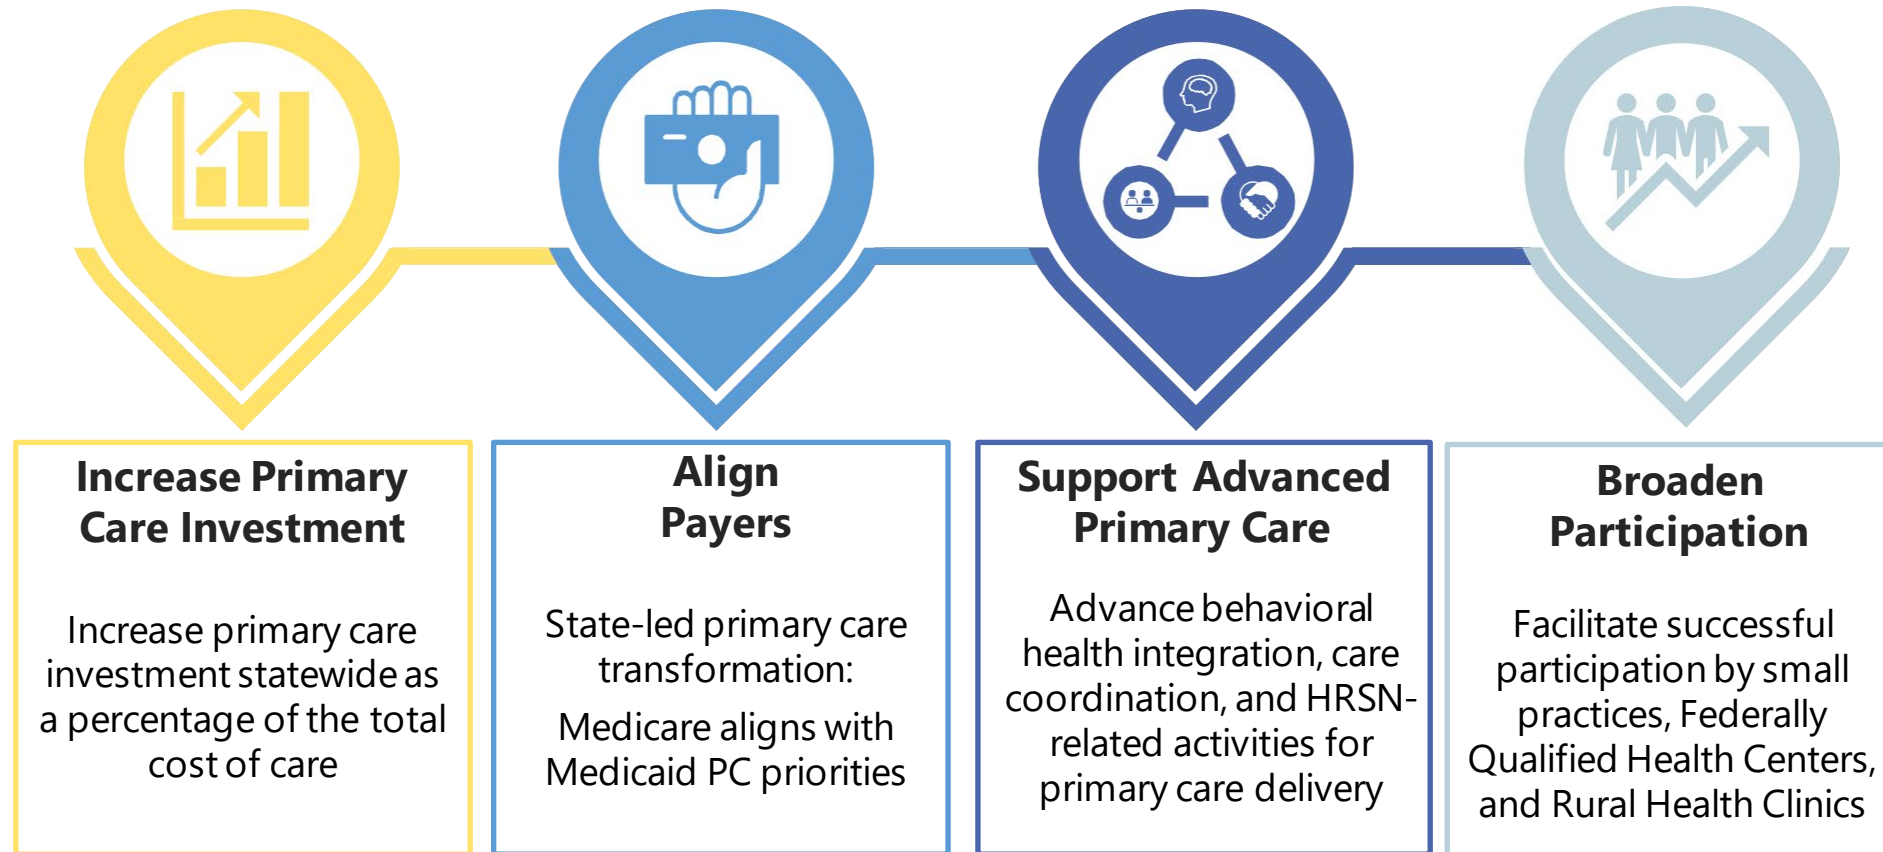 Increase Primary
Care Investment
Increase primary care
investment statewide as
a percentage of the total
cost of care
Align
Payers
State-led primary care
transformation:
Medicare aligns with
Medicaid PC priorities
Support Advanced
Primary Care
Advance behavioral
health integration, care
coordination, and HRSN-
related activities for
primary care delivery
Broaden
Participation
Facilitate successful
participation by small
practices, Federally
Qualified Health Centers,
and Rural Health Clinics